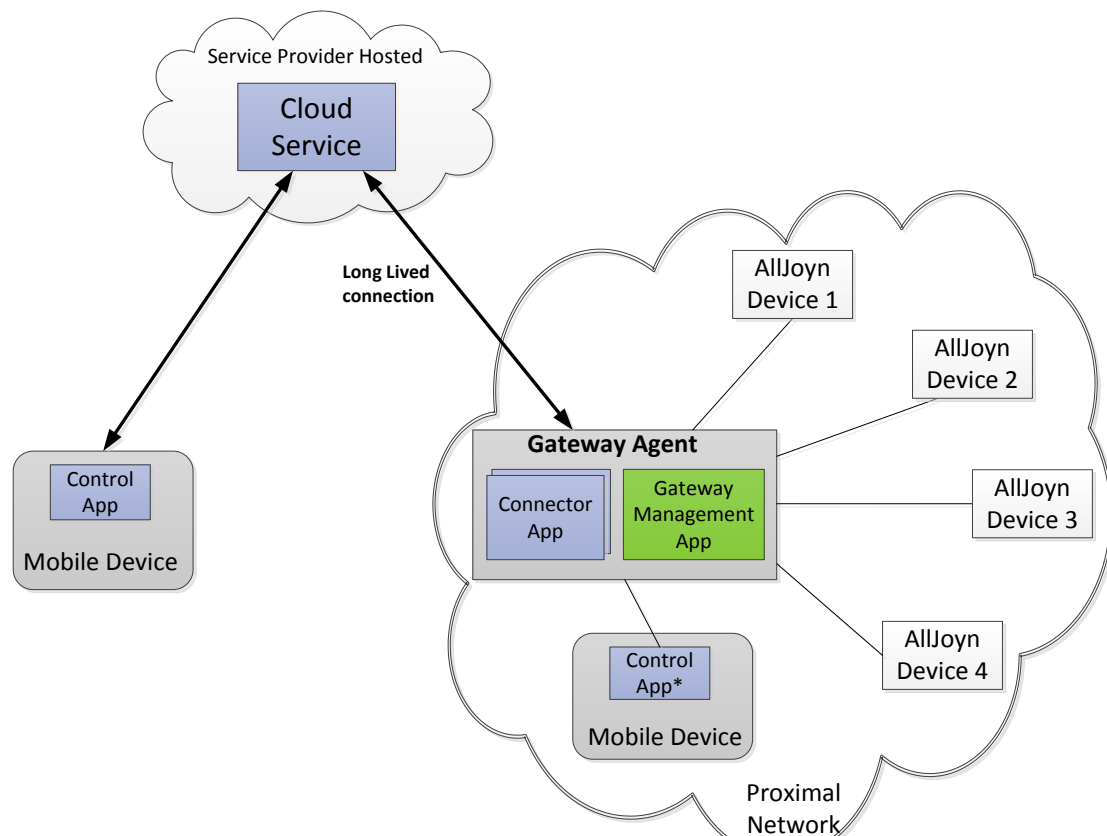 Service Provider Hosted
Cloud
Service
Long Lived
connection
AllJoyn
Device 1
AllJoyn
Device 2
AllJoyn
Device 3
AllJoyn
Device 4
Gateway Agent
Connector
App
Gateway
Management
App
Control
App
Mobile Device
Control
App*
Mobile Device
Proximal
Network